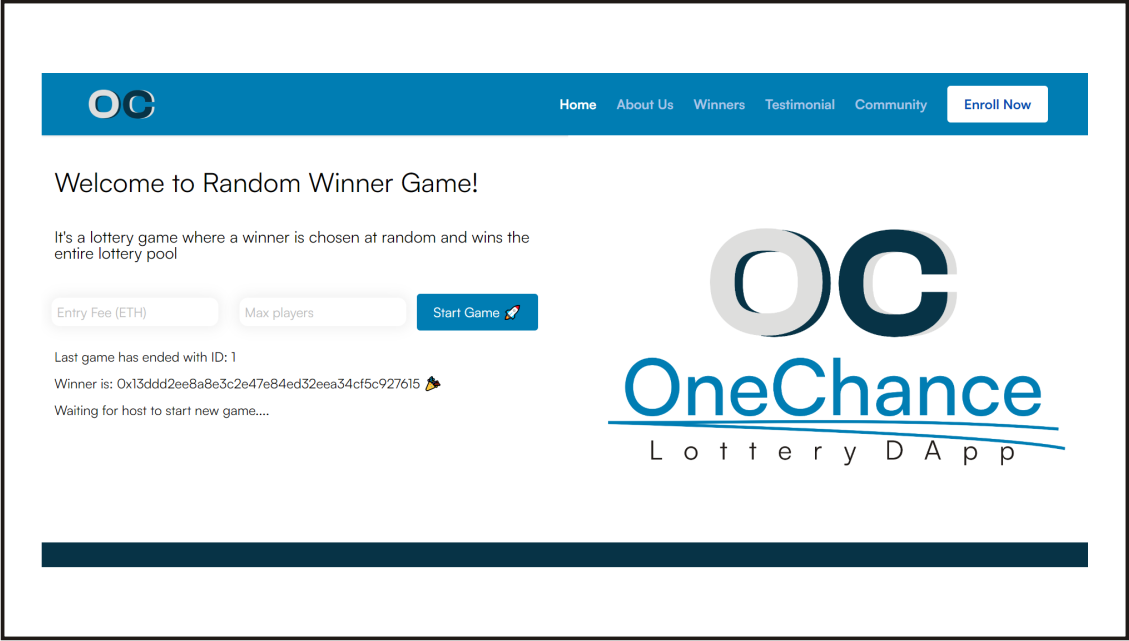 OC
Home About Us Winners Testimonial Community Enroll Now
Welcome to Random Winner Game!
It's a lottery game where a winner is chosen at random and wins the
entire lottery pool
Entry Fee (ETH) Max players Start Game 🚀
Last game has ended with ID: 1
Winner is: 0x13ddd2ee8a8e3c2e47e84ed32eea34cf5c927615 🎉
Waiting for host to start new game....
OC
OneChance
Lottery DApp